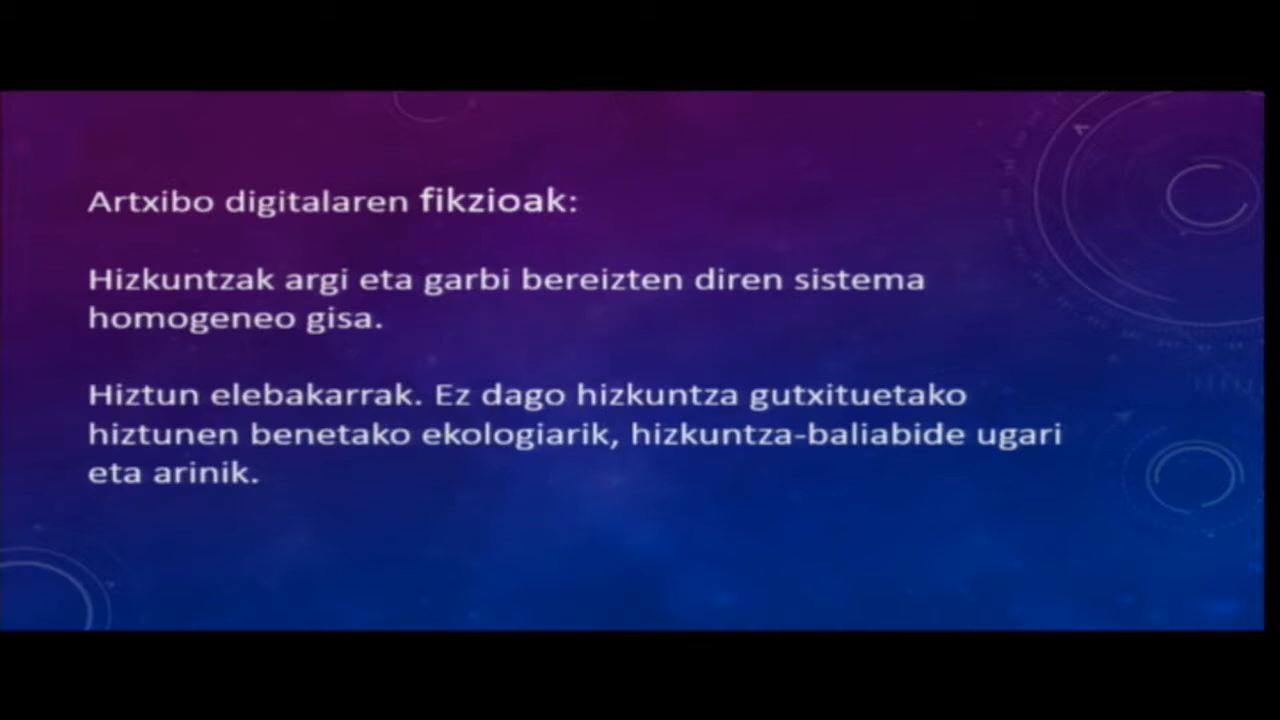 Artxibo digitalaren fikzioak:
Hizkuntzak argi eta garbi bereizten diren sistema
homogeneo gisa.
Hiztun elebakarrak. Ez dago hizkuntza gutxituetako
hiztunen benetako ekologiarik, hizkuntza-baliabide ugari
eta arinik.